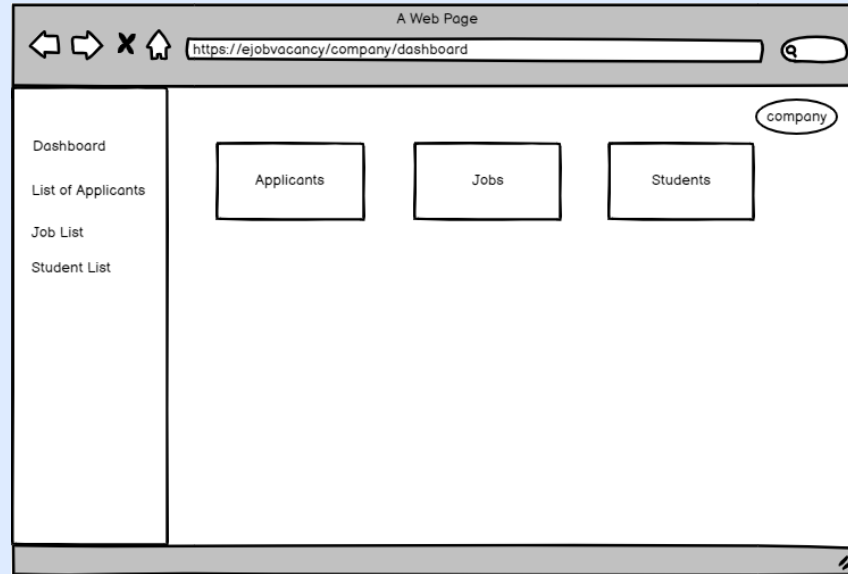 A Web Page
https://ejobvacancy/company/dashboard
company
Dashboard
List of Applicants
Job List
Student List
Applicants
Jobs
Students